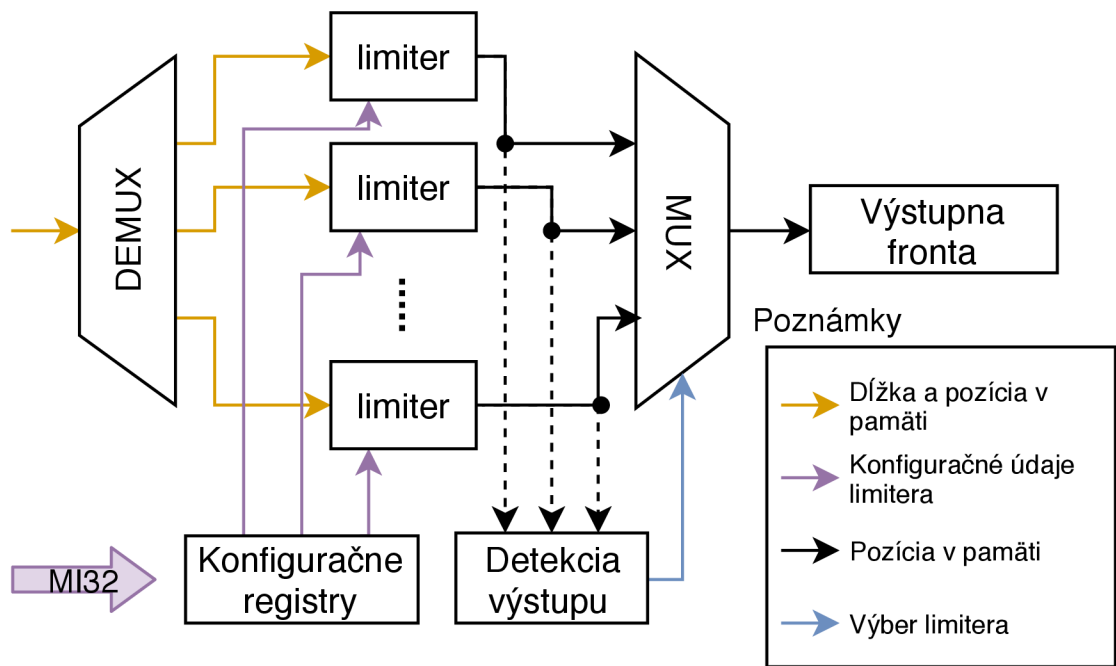 limiter
DEMUX
limiter
MUX
Výstupna
fronta
limiter
Poznámky
Dĺžka a pozícia v
pamäti
Konfiguračné údaje
limitera
Pozícia v pamäti
Výber limitera
MI32
Konfiguračne
registry
Detekcia
výstupu